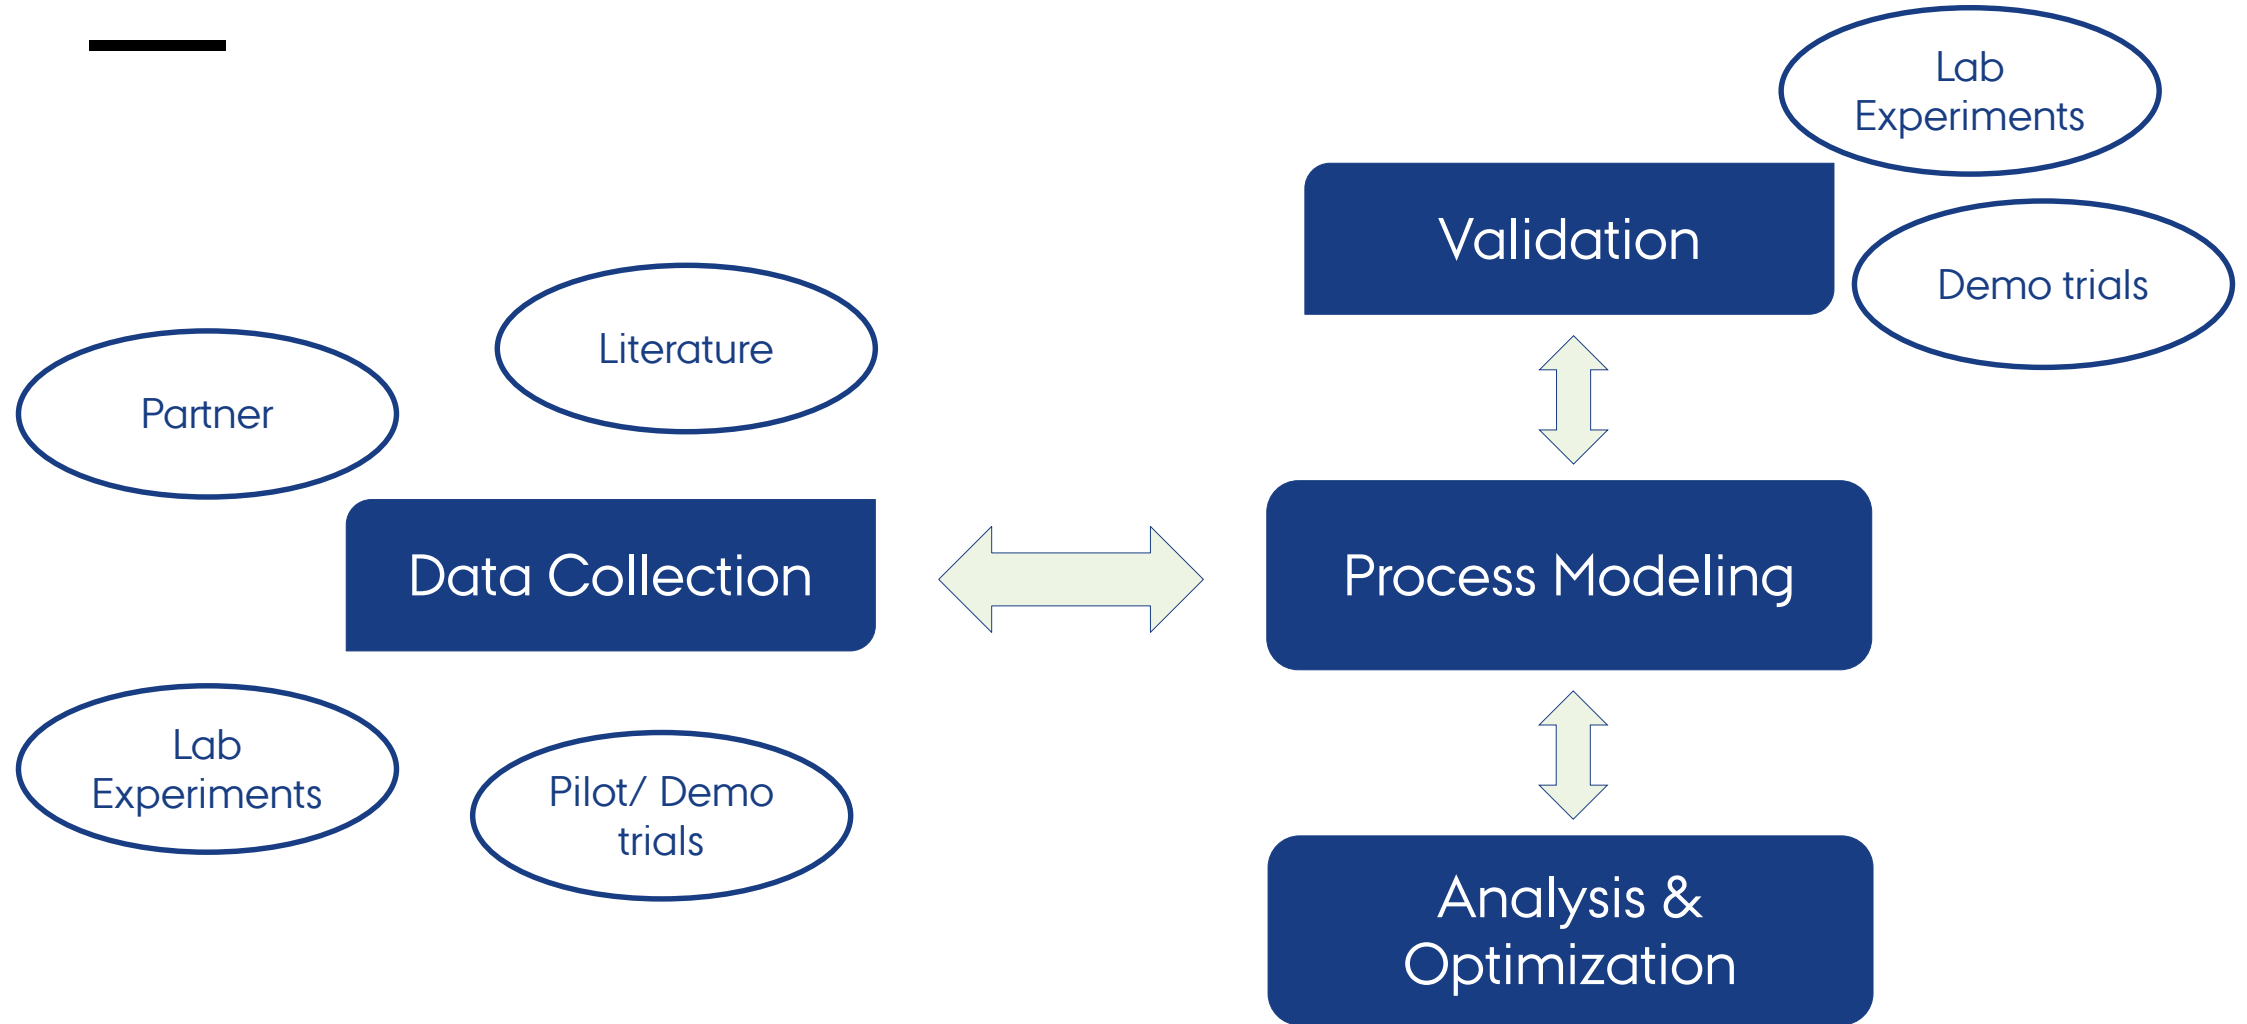 Lab
Experiments
Validation
Demo trials
Literature
Partner
Data Collection
Process Modeling
Lab
Experiments
Pilot/ Demo
trials
Analysis &
Optimization